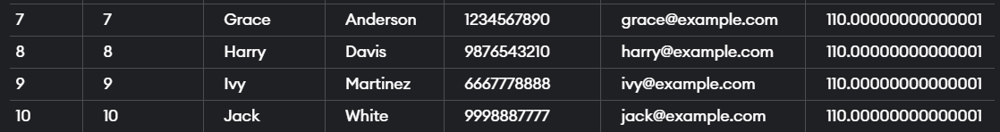 7 7 Grace Anderson 1234567890 grace@example.com 110.00000000000001
8 8 Harry Davis 9876543210 harry@example.com 110.00000000000001
9 9 Ivy Martinez 6667778888 ivy@example.com 110.00000000000001
10 10 Jack White 9998887777 jack@example.com 110.00000000000001